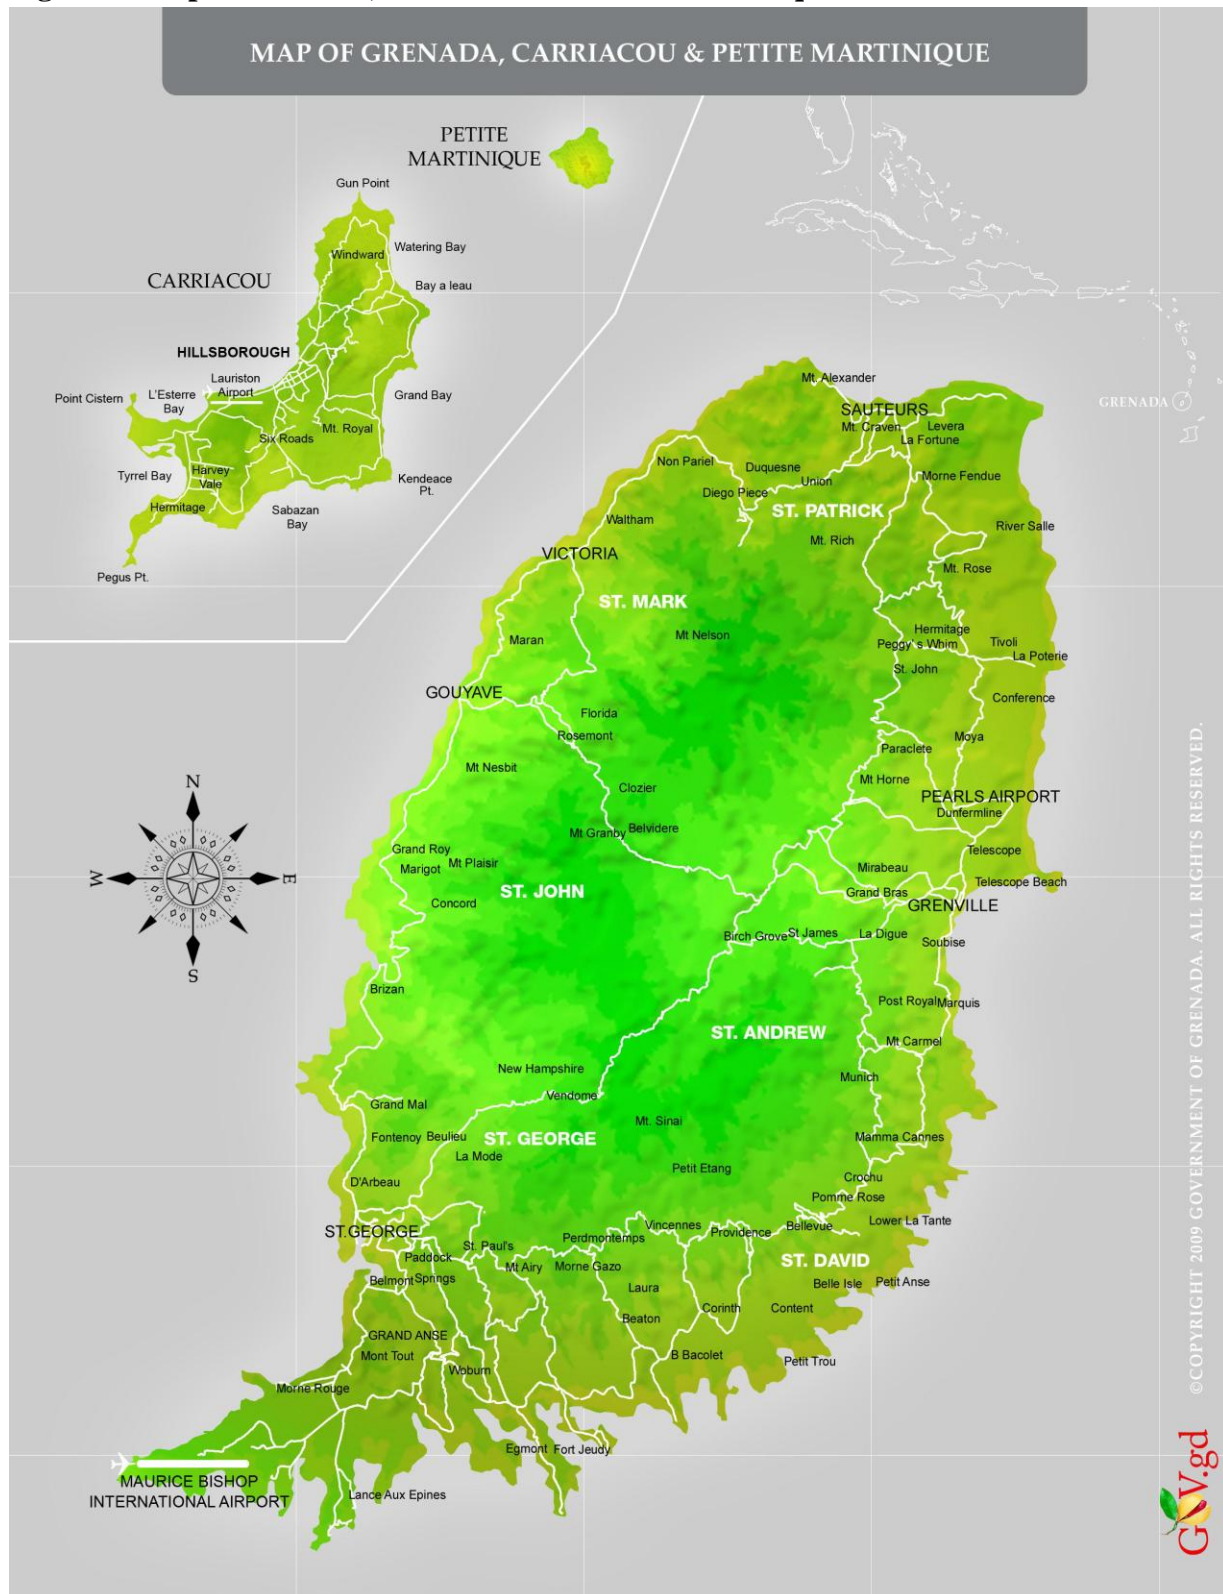 MAP OF GRENADA, CARRIACOU & PETITE MARTINIQUE
PETITE
MARTINIQUE
Gun Point
Windward
Watering Bay
CARRIACOU
Bay a leau
HILLSBOROUGH
Lauriston
Airport
Point Cistern
L'Esterre
Bay
Grand Bay
Six Roads
Mt. Royal
Tyrrel Bay
Harvey
Vale
Kendeace
Pt.
Hermitage
Sabazan
Bay
Pegus Pt.
GRENADA
Mt. Alexander
SAUTEURS
Mt. Craven
Levera
La Fortune
Non Pariel
Duquesne
Union
Morne Fendue
Diego Piece
ST. PATRICK
Waltham
River Salle
Mt. Rich
VICTORIA
Mt. Rose
ST. MARK
Mt Nelson
Hermitage
Maran
Peggy's Whim
Tivoli
La Poterie
St. John
GOUYAVE
Conference
Florida
Rosemont
Moya
Paraclete
Mt Nesbit
Mt Horne
Clozier
PEARLS AIRPORT
Dunfermline
Mt Granby
Belvidere
Grand Roy
Telescope
Marigot
Mt Plaisir
Mirabeau
Telescope Beach
ST. JOHN
Grand Bras
Concord
GRENVILLE
Birch Grove
St James
La Digue
Soubise
N
E
S
W
Brizan
Post Royal
Marquis
ST. ANDREW
Mt Carmel
New Hampshire
Munich
Vendome
Grand Mal
Mt. Sinai
Fontenoy
Beulieu
ST. GEORGE
Mamma Cannes
La Mode
Petit Etang
D'Arbeau
Crochu
Pomme Rose
ST.GEORGE
Vincennes
Providence
Bellevue
Lower La Tante
Perdmontemps
St. Paul's
Paddock
Mt Airy
Morne Gazo
ST. DAVID
Belmont
Springs
Laura
Belle Isle
Petit Anse
Corinth
Content
Beaton
GRAND ANSE
Mont Tout
B Bacolet
Petit Trou
Woburn
Morne Rouge
Egmont
Fort Jeudy
MAURICE BISHOP
INTERNATIONAL AIRPORT
Lance Aux Epines
©COPYRIGHT 2009 GOVERNMENT OF GRENADA. ALL RIGHTS RESERVED.
GOV.gd